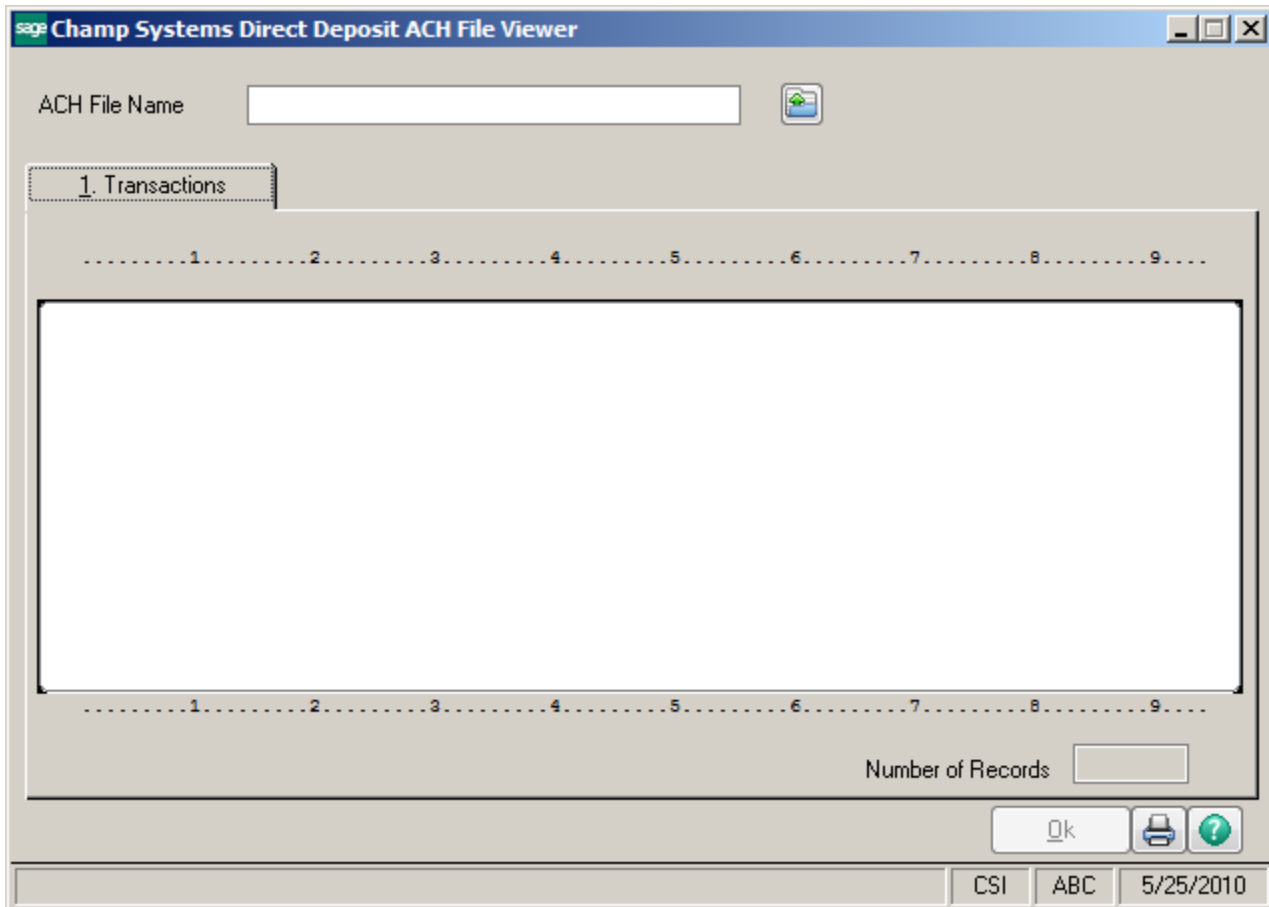 sage Champ Systems Direct Deposit ACH File Viewer
ACH File Name
1. Transactions
.........1.........2.........3.........4.........5.........6.........7.........8.........9....
.........1.........2.........3.........4.........5.........6.........7.........8.........9....
Number of Records
Ok
?
CSI ABC 5/25/2010